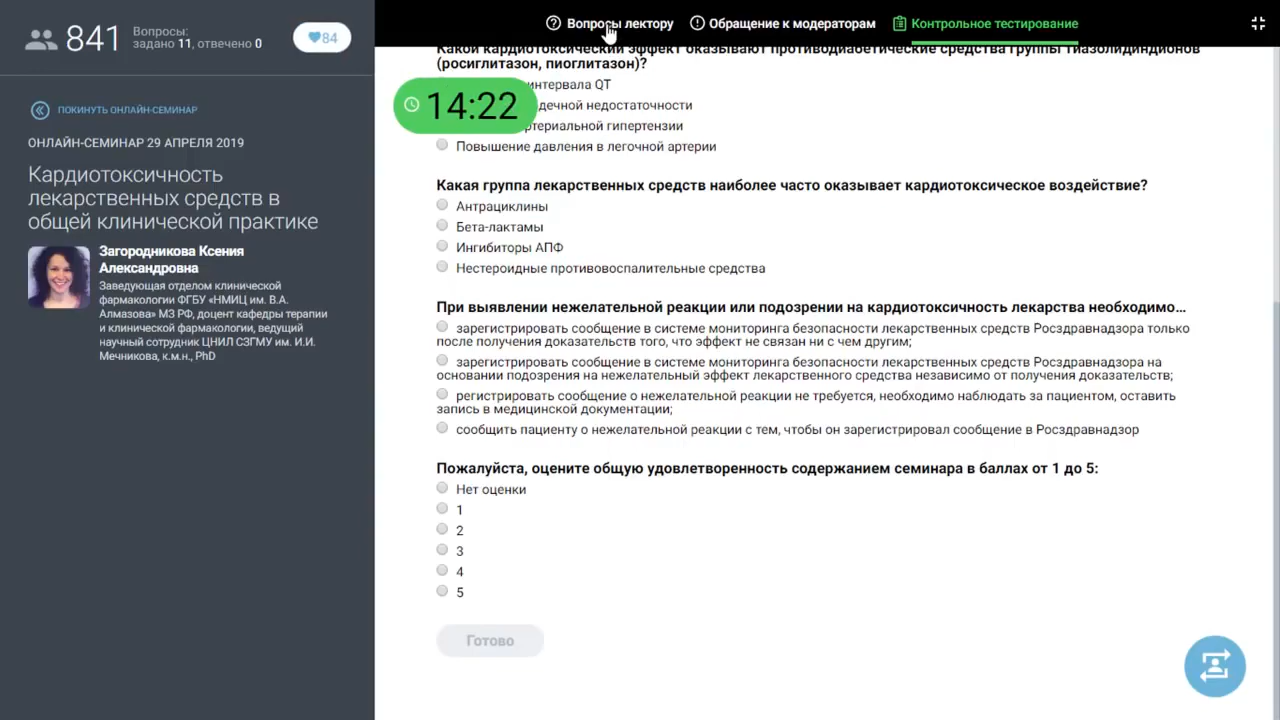 841
Вопросы:
задано 11, отвечено 0
84
Вопросы лектору
Обращение к модераторам
Контрольное тестирование
ПОКИНУТЬ ОНЛАЙН-СЕМИНАР
ОНЛАЙН-СЕМИНАР 29 АПРЕЛЯ 2019
Кардиотоксичность
лекарственных средств в
общей клинической практике
Загородникова Ксения
Александровна
Заведующая отделом клинической
фармакологии ФГБУ «НМИЦ им. В.А.
Алмазова» МЗ РФ, доцент кафедры терапии
и клинической фармакологии, ведущий
научный сотрудник ЦНИЛ СЗГМУ им. И.И.
Мечникова, к.м.н., PhD
Какой кардиотоксический эффект оказывают противодиабетические средства группы тиазолидиндионов
(росиглитазон, пиоглитазон)?
14:22
интервала QT
дечной недостаточности
ртериальной гипертензии
Повышение давления в легочной артерии
Какая группа лекарственных средств наиболее часто оказывает кардиотоксическое воздействие?
Антрациклины
Бета-лактамы
Ингибиторы АПФ
Нестероидные противовоспалительные средства
При выявлении нежелательной реакции или подозрении на кардиотоксичность лекарства необходимо...
зарегистрировать сообщение в системе мониторинга безопасности лекарственных средств Росздравнадзора только
после получения доказательств того, что эффект не связан ни с чем другим;
зарегистрировать сообщение в системе мониторинга безопасности лекарственных средств Росздравнадзора на
основании подозрения на нежелательный эффект лекарственного средства независимо от получения доказательств;
регистрировать сообщение о нежелательной реакции не требуется, необходимо наблюдать за пациентом, оставить
запись в медицинской документации;
сообщить пациенту о нежелательной реакции с тем, чтобы он зарегистрировал сообщение в Росздравнадзор
Пожалуйста, оцените общую удовлетворенность содержанием семинара в баллах от 1 до 5:
Нет оценки
1
2
3
4
5
Готово